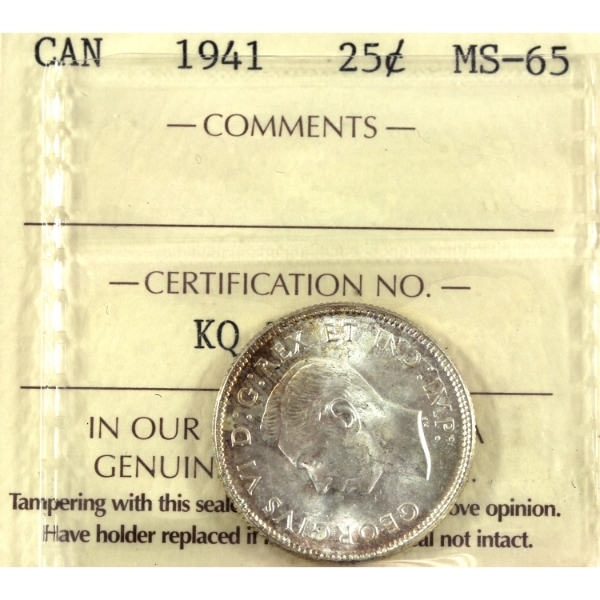 CAN 1941 25¢ MS-65
— COMMENTS —
— CERTIFICATION NO. —
KQ
IN OUR
GENUIN
Tampering with this seale ove opinion.
Have holder replaced if al not intact.
GEORGIVS VI D:G:REX ET IND:IMP: